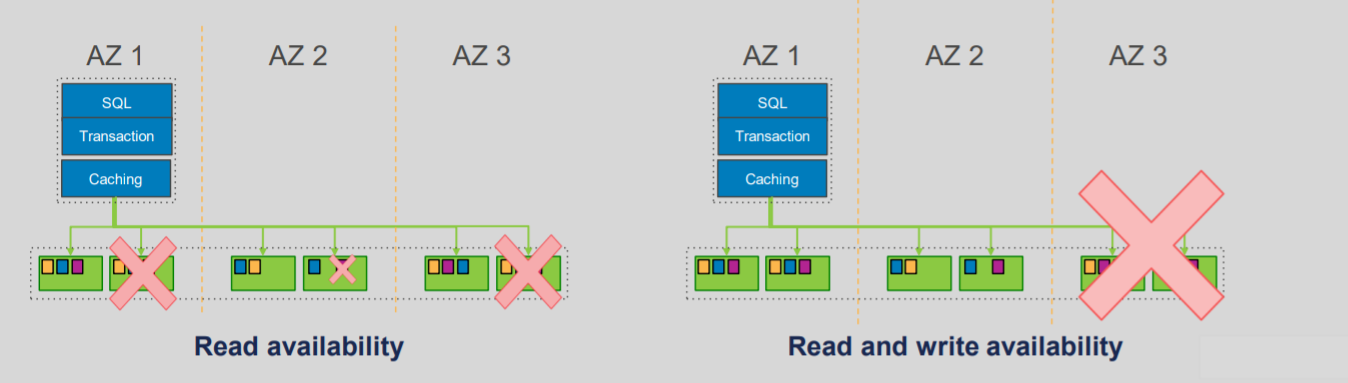 AZ 1
AZ 2
AZ 3
SQL
Transaction
Caching
Read availability
AZ 1
AZ 2
AZ 3
SQL
Transaction
Caching
Read and write availability